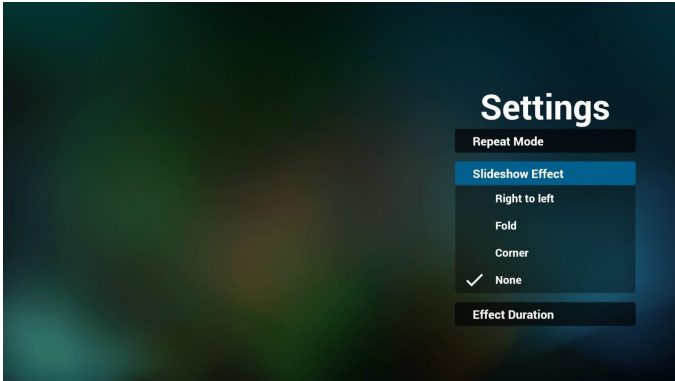 Settings
Repeat Mode
Slideshow Effect
Right to left
Fold
Corner
None
Effect Duration